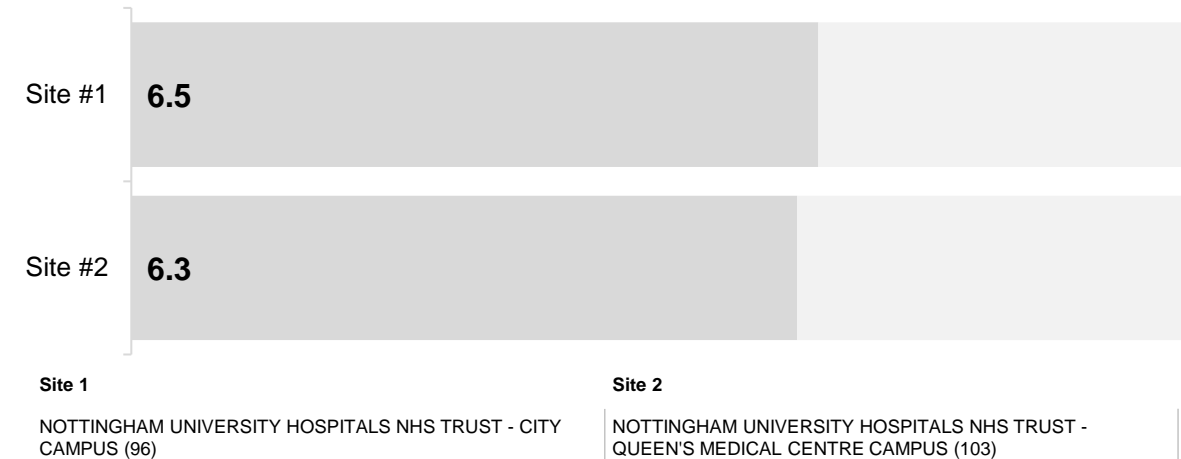 Site #1
6.5
Site #2
6.3
Site 1
NOTTINGHAM UNIVERSITY HOSPITALS NHS TRUST - CITY
CAMPUS (96)
Site 2
NOTTINGHAM UNIVERSITY HOSPITALS NHS TRUST -
QUEEN'S MEDICAL CENTRE CAMPUS (103)